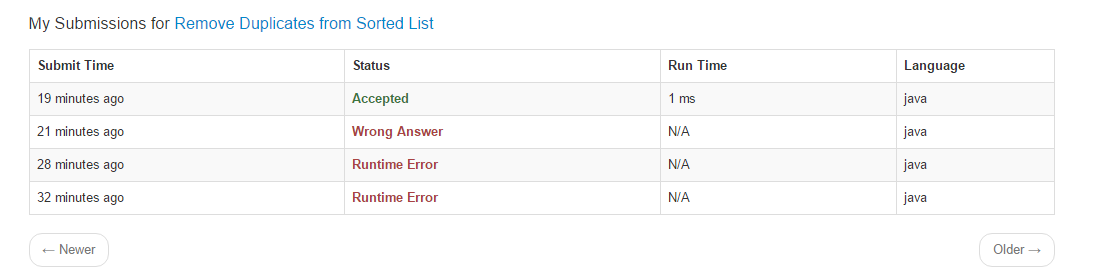 My Submissions for Remove Duplicates from Sorted List
Submit Time Status Run Time Language
19 minutes ago Accepted 1 ms java
21 minutes ago Wrong Answer N/A java
28 minutes ago Runtime Error N/A java
32 minutes ago Runtime Error N/A java
← Newer Older →